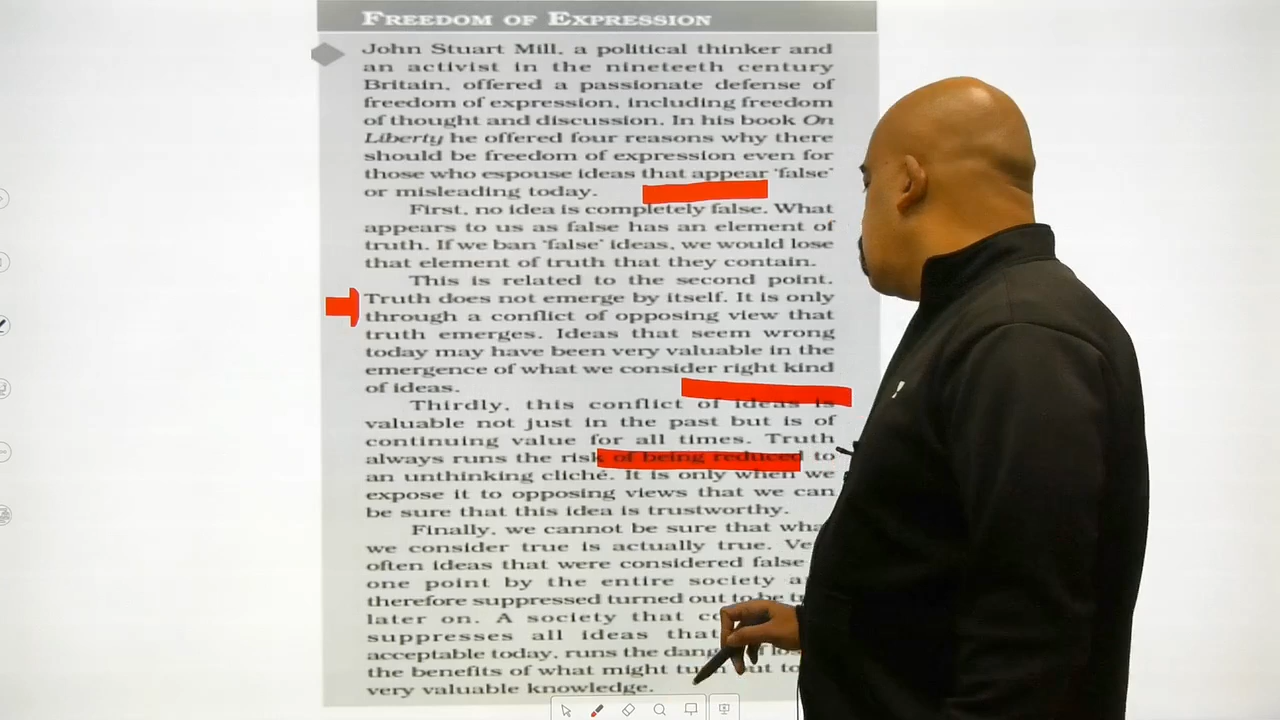 FREEDOM OF EXPRESSION
John Stuart Mill, a political thinker and
an activist in the nineteeth century
Britain, offered a passionate defense of
freedom of expression, including freedom
of thought and discussion. In his book On
Liberty he offered four reasons why there
should be freedom of expression even for
those who espouse ideas that appear 'false'
or misleading today.
First, no idea is completely false. What
appears to us as false has an element of
truth. If we ban 'false' ideas, we would lose
that element of truth that they contain.
This is related to the second point.
Truth does not emerge by itself. It is only
through a conflict of opposing view that
truth emerges. Ideas that seem wrong
today may have been very valuable in the
emergence of what we consider right kind
of ideas.
Thirdly, this conflict of ideas is
valuable not just in the past but is of
continuing value for all times. Truth
always runs the risk of being reduced to
an unthinking cliché. It is only when we
expose it to opposing views that we can
be sure that this idea is trustworthy.
Finally, we cannot be sure that
we consider true is actually true.
often ideas that were considered false
one point by the entire society
therefore suppressed turned out to be
later on. A society that
suppresses all ideas that
acceptable today, runs the
the benefits of what might turn out to
very valuable knowledge.